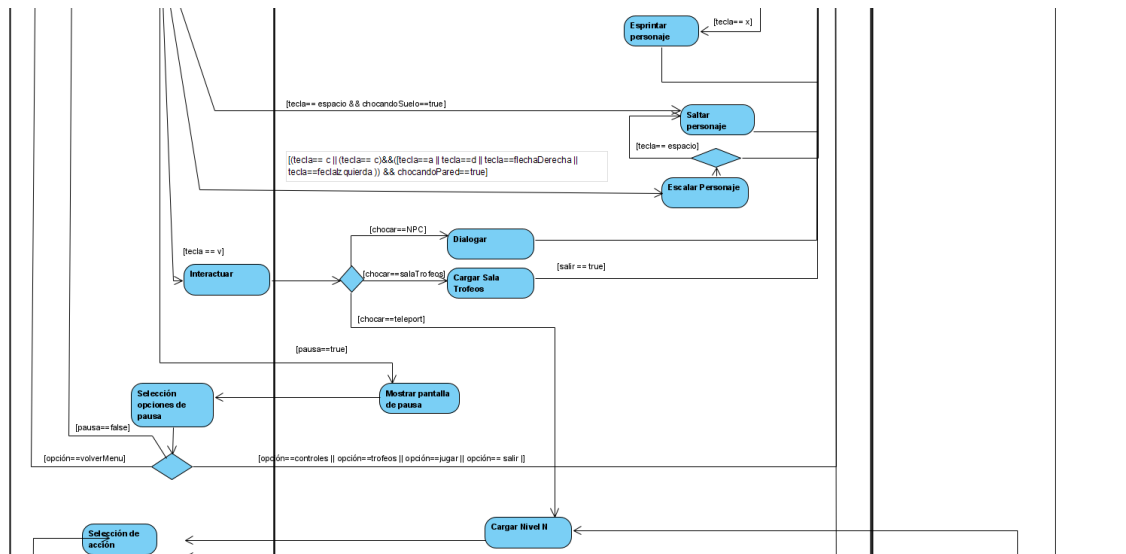 Esprintar
personaje
[tecla== x]
[tecla== espacio && chocandoSuelo==true]
Saltar
personaje
[tecla== espacio]
[(tecla== c || (tecla== c)&&([tecla==a || tecla==d || tecla==flechaDerecha ||
tecla==feclaIzquierda )) && chocandoPared==true]
Escalar Personaje
[chocar==NPC]
Dialogar
[tecla == v]
Interactuar
[chocar==salaTrofeos]
Cargar Sala
Trofeos
[salir == true]
[chocar==teleport]
[pausa==true]
Selección
opciones de
pausa
Mostrar pantalla
de pausa
[pausa==false]
[opción==volverMenu]
[opción==controles || opción==trofeos || opción==jugar || opción== salir |]
Selección de
acción
Cargar Nivel N